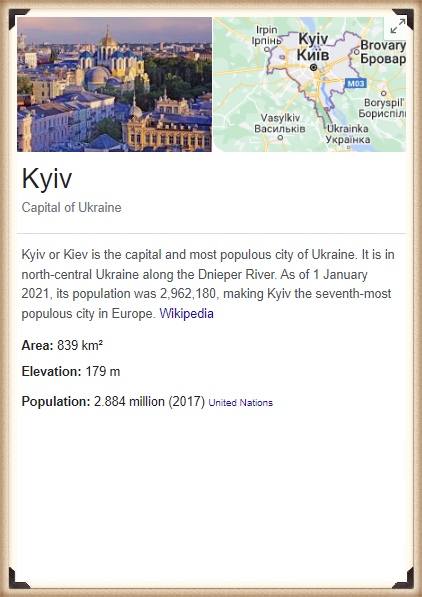 Irpin
Ірпінь
Kyiv
Київ
Brovary
Бровар
M03
Boryspil'
Бориспіл
Vasylkiv
Васильків
Ukrainka
Українка
Kyiv
Capital of Ukraine
Kyiv or Kiev is the capital and most populous city of Ukraine. It is in
north-central Ukraine along the Dnieper River. As of 1 January
2021, its population was 2,962,180, making Kyiv the seventh-most
populous city in Europe. Wikipedia
Area: 839 km²
Elevation: 179 m
Population: 2.884 million (2017) United Nations